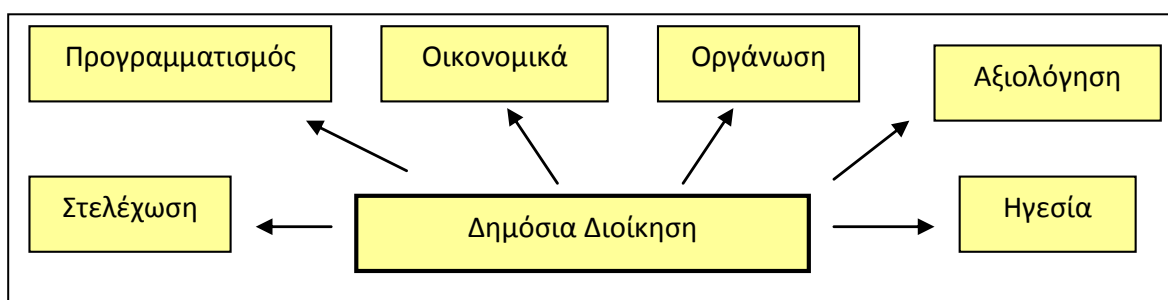 Προγραμματισμός
Οικονομικά
Οργάνωση
Αξιολόγηση
Στελέχωση
Δημόσια Διοίκηση
Ηγεσία